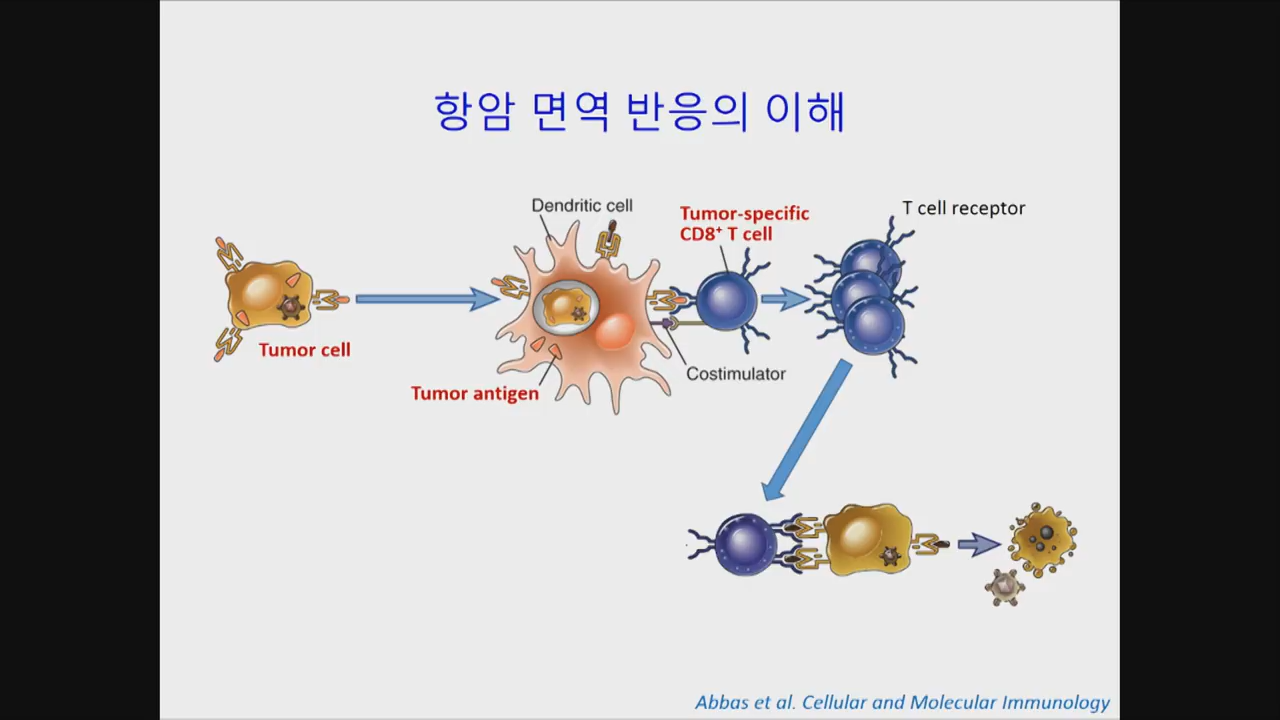 항암 면역 반응의 이해
Dendritic cell
Tumor-specific
CD8⁺ T cell
T cell receptor
Tumor cell
Costimulator
Tumor antigen
Abbas et al. Cellular and Molecular Immunology